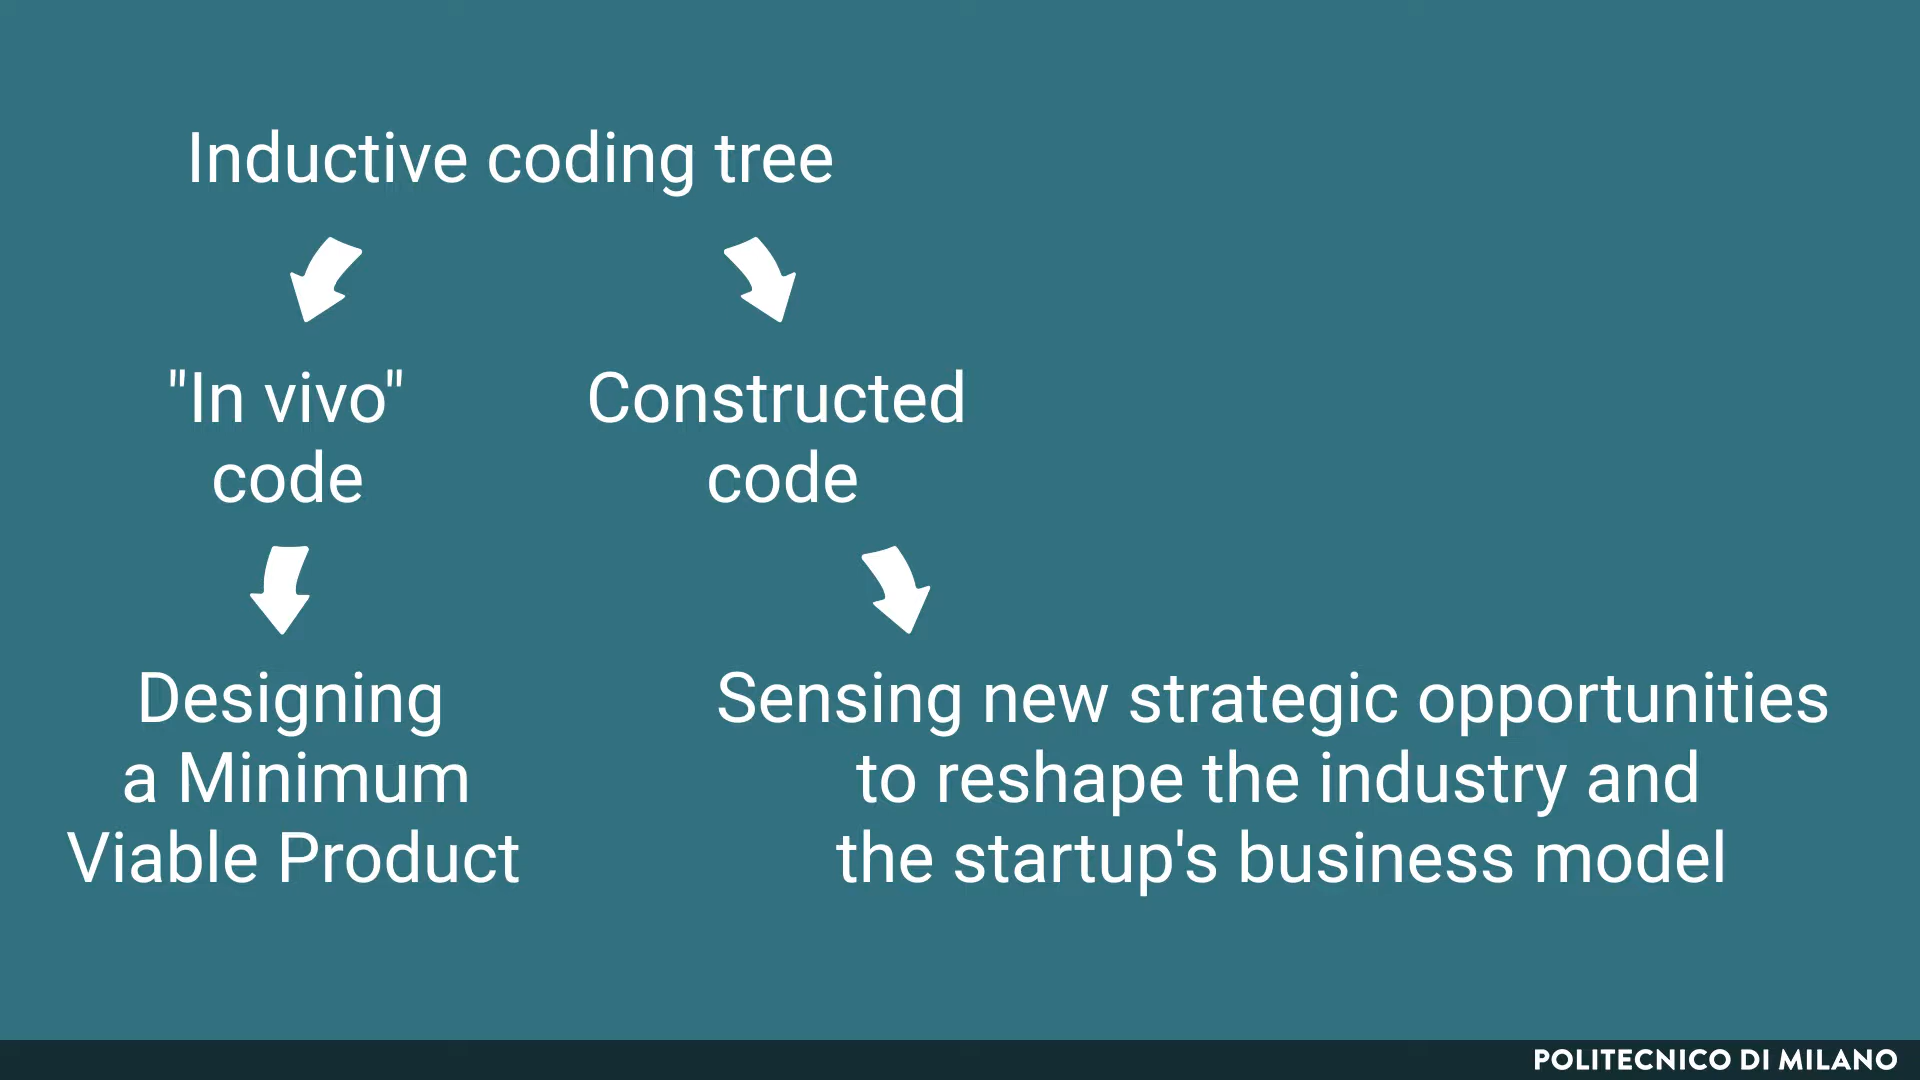 Inductive coding tree
"In vivo"
code
Constructed
code
Designing
a Minimum
Viable Product
Sensing new strategic opportunities
to reshape the industry and
the startup's business model
POLITECNICO DI MILANO